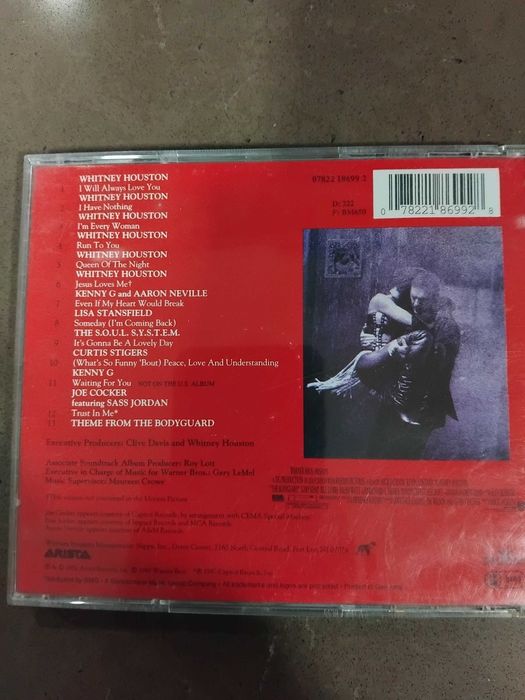 WHITNEY HOUSTON
1 I Will Always Love You
WHITNEY HOUSTON
2 I Have Nothing
WHITNEY HOUSTON
3 I'm Every Woman
WHITNEY HOUSTON
4 Run To You
WHITNEY HOUSTON
5 Queen Of The Night
WHITNEY HOUSTON
6 Jesus Loves Me†
KENNY G and AARON NEVILLE
7 Even If My Heart Would Break
LISA STANSFIELD
8 Someday (I'm Coming Back)
THE S.O.U.L. S.Y.S.T.E.M.
9 It's Gonna Be A Lovely Day
CURTIS STIGERS
10 (What's So Funny 'Bout) Peace, Love And Understanding
KENNY G
11 Waiting For You NOT ON THE U.S. ALBUM
JOE COCKER
featuring SASS JORDAN
12 Trust In Me*
13 THEME FROM THE BODYGUARD
Executive Producers: Clive Davis and Whitney Houston
Associate Soundtrack Album Producer: Roy Lott
Executive in Charge of Music for Warner Bros.: Gary LeMel
Music Supervisor: Maureen Crowe
ARISTA
07822 18699 2
D: 222
F: BM650
0 78221 86992 8